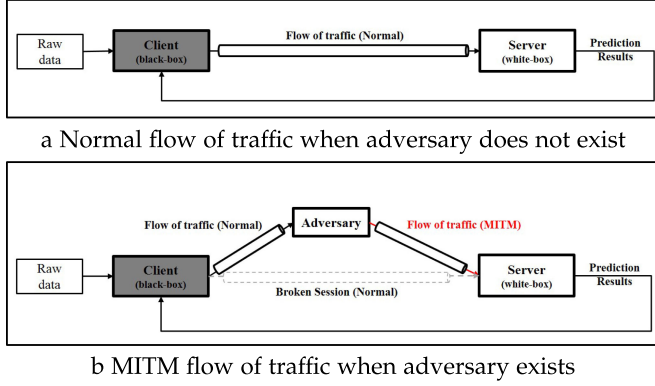 Raw
data
Client
(black-box)
Flow of traffic (Normal)
Server
(white-box)
Prediction
Results
a Normal flow of traffic when adversary does not exist
Flow of traffic (Normal)
Adversary
Flow of traffic (MITM)
Raw
data
Client
(black-box)
Broken Session (Normal)
Server
(white-box)
Prediction
Results
b MITM flow of traffic when adversary exists